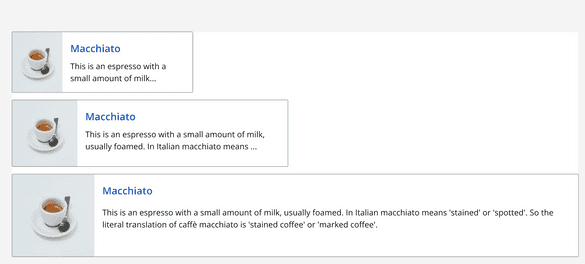 Macchiato
This is an espresso with a
small amount of milk...
Macchiato
This is an espresso with a small amount of milk,
usually foamed. In Italian macchiato means ...
Macchiato
This is an espresso with a small amount of milk, usually foamed. In Italian macchiato means 'stained' or 'spotted'. So the
literal translation of caffè macchiato is 'stained coffee' or 'marked coffee'.